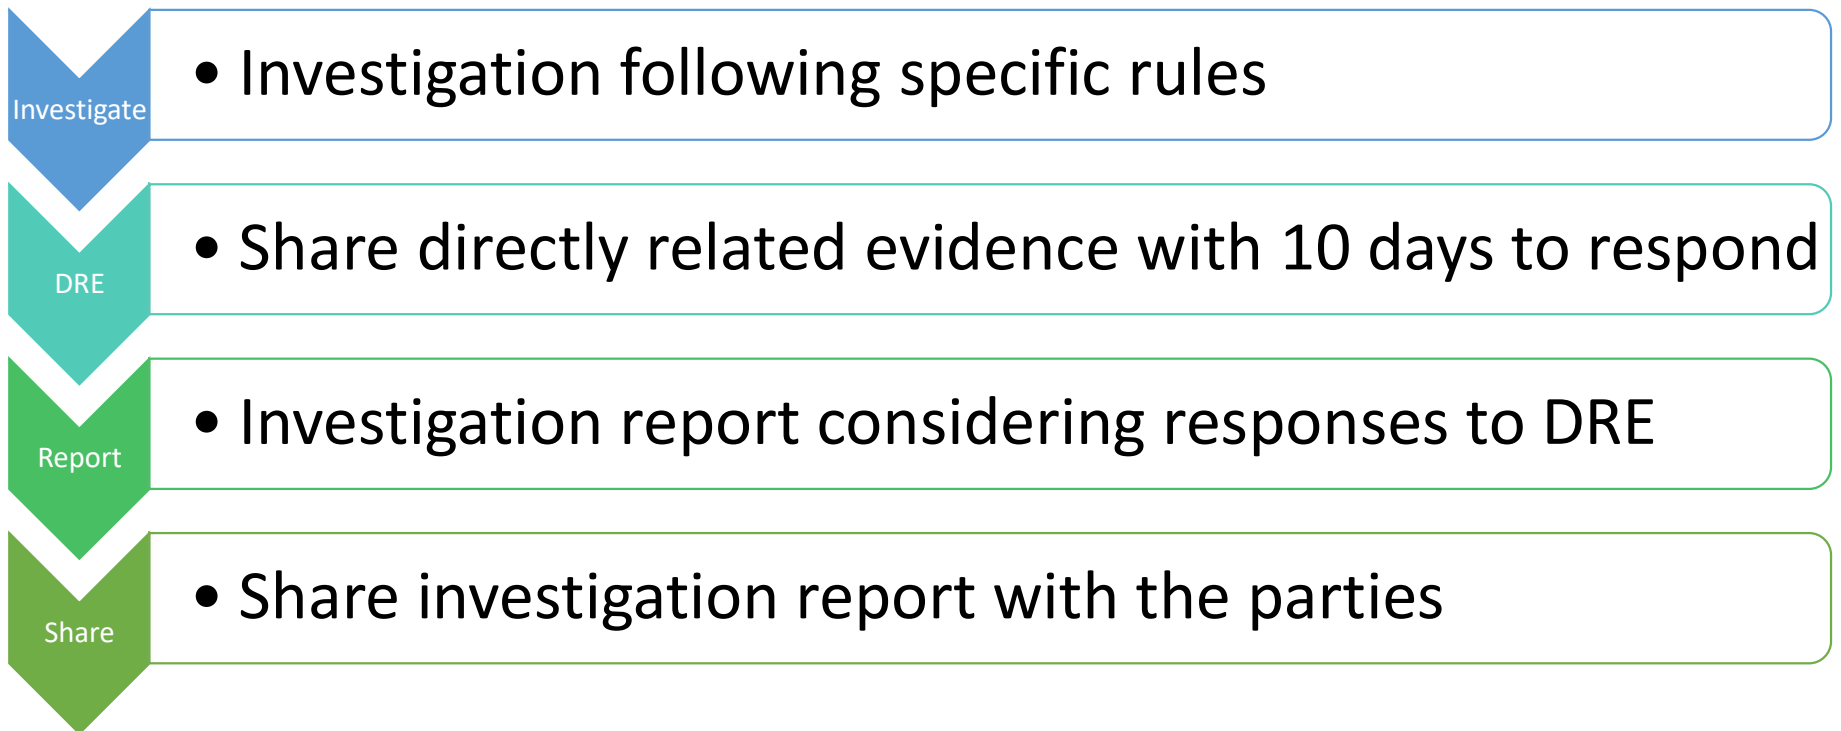 Investigate
• Investigation following specific rules
DRE
• Share directly related evidence with 10 days to respond
Report
• Investigation report considering responses to DRE
Share
• Share investigation report with the parties